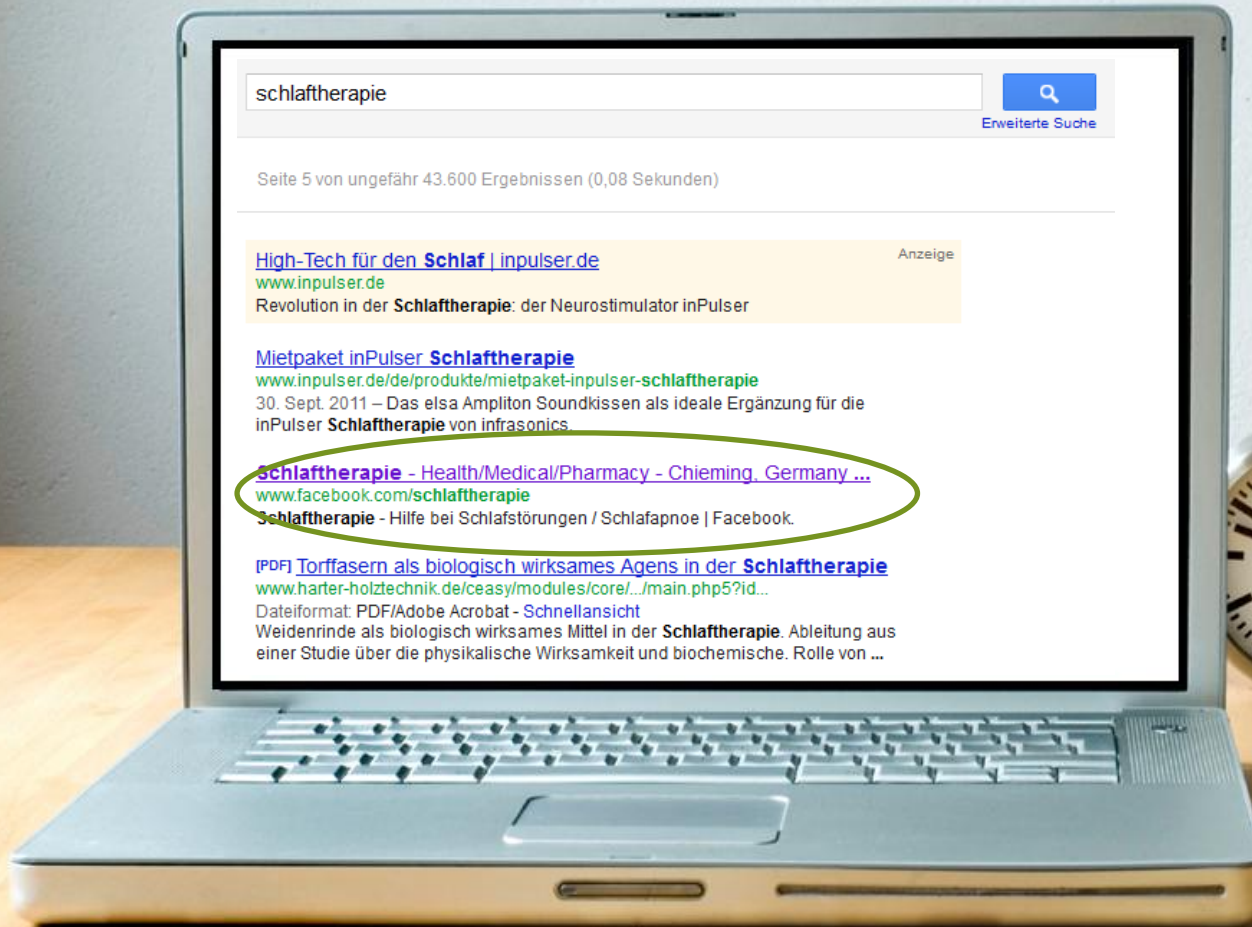 schlaftherapie
Erweiterte Suche
Seite 5 von ungefähr 43.600 Ergebnissen (0,08 Sekunden)
High-Tech für den Schlaf | inpulser.de
Anzeige
www.inpulser.de
Revolution in der Schlaftherapie: der Neurostimulator inPulser
Mietpaket inPulser Schlaftherapie
www.inpulser.de/de/produkte/mietpaket-inpulser-schlaftherapie
30. Sept. 2011 – Das elsa Ampliton Soundkissen als ideale Ergänzung für die
inPulser Schlaftherapie von infrasonics.
Schlaftherapie - Health/Medical/Pharmacy - Chieming, Germany ...
www.facebook.com/schlaftherapie
Schlaftherapie - Hilfe bei Schlafstörungen / Schlafapnoe | Facebook.
[PDF] Torffasern als biologisch wirksames Agens in der Schlaftherapie
www.harter-holztechnik.de/ceasy/modules/core/.../main.php5?id...
Dateiformat: PDF/Adobe Acrobat - Schnellansicht
Weidenrinde als biologisch wirksames Mittel in der Schlaftherapie. Ableitung aus
einer Studie über die physikalische Wirksamkeit und biochemische. Rolle von ...